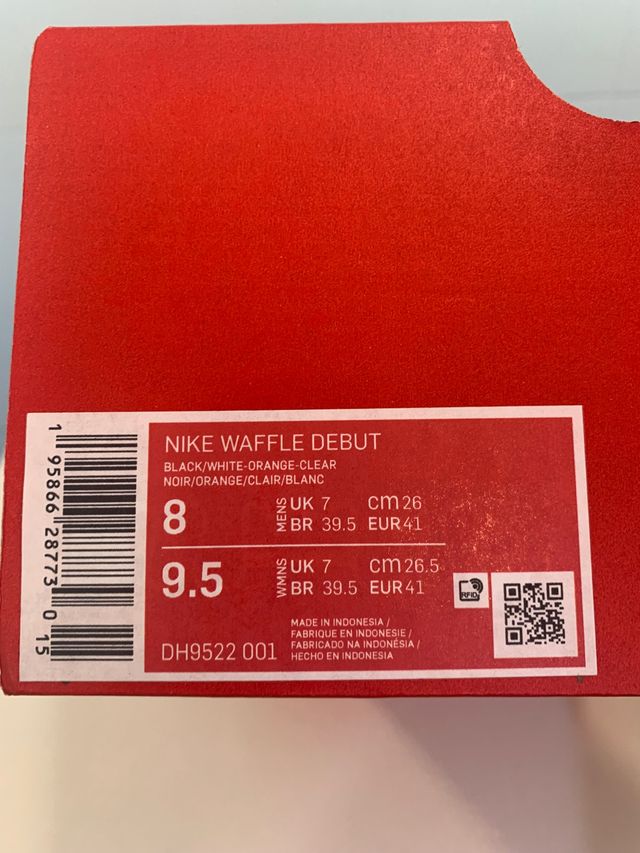 NIKE WAFFLE DEBUT
BLACK/WHITE-ORANGE-CLEAR
NOIR/ORANGE/CLAIR/BLANC
8 MENS UK 7 cm 26
BR 39.5 EUR 41
9.5 WMNS UK 7 cm 26.5
BR 39.5 EUR 41
RFID
DH9522 001
MADE IN INDONESIA /
FABRIQUE EN INDONESIE /
FABRICADO NA INDONÉSIA /
HECHO EN INDONESIA
1 95866 28773 0 15